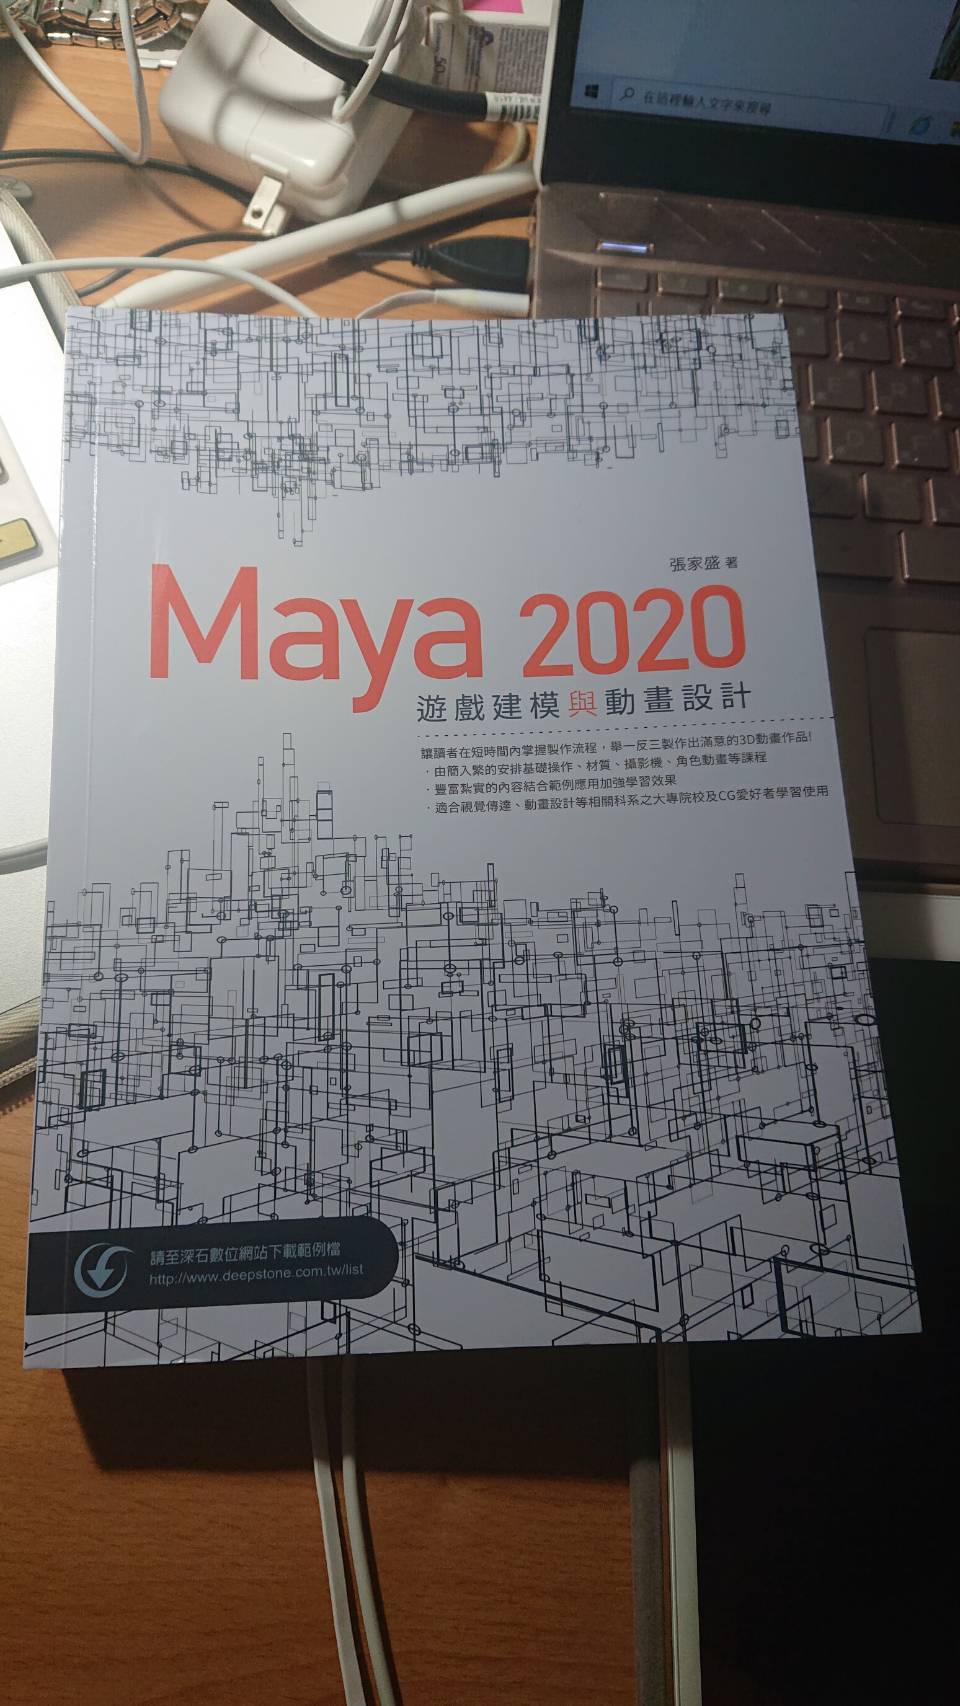 在這裡輸入文字來搜尋
張家盛 著
Maya 2020
遊戲建模與動畫設計
讓讀者在短時間內掌握製作流程，舉一反三製作出滿意的3D動畫作品!
·由簡入繁的安排基礎操作、材質、攝影機、角色動畫等課程
·豐富紮實的內容結合範例應用加強學習效果
·適合視覺傳達、動畫設計等相關科系之大專院校及CG愛好者學習使用
請至深石數位網站下載範例檔
http://www.deepstone.com.tw/list